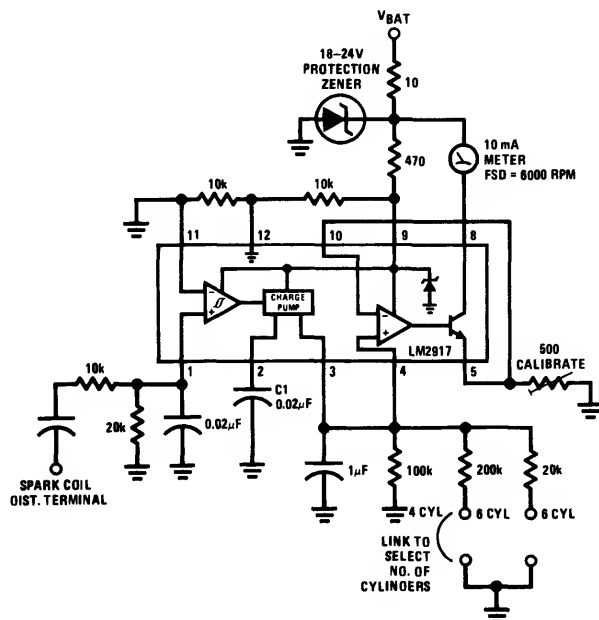 VBAT
18–24V
PROTECTION
ZENER
10
470
10 mA
METER
FSD = 6000 RPM
10k
10k
11
12
10
9
8
CHARGE
PUMP
LM2917
1
2
3
4
5
500
CALIBRATE
10k
20k
0.02µF
C1
0.02µF
1µF
100k
200k
20k
SPARK COIL
DIST. TERMINAL
4 CYL
6 CYL
6 CYL
LINK TO
SELECT
NO. OF
CYLINDERS